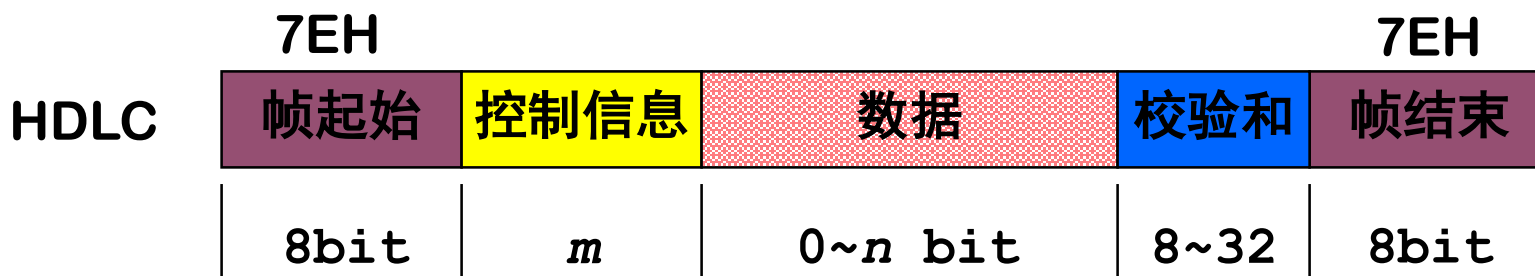 7EH 7EH
HDLC 帧起始 控制信息 数据 校验和 帧结束
8bit m 0~n bit 8~32 8bit